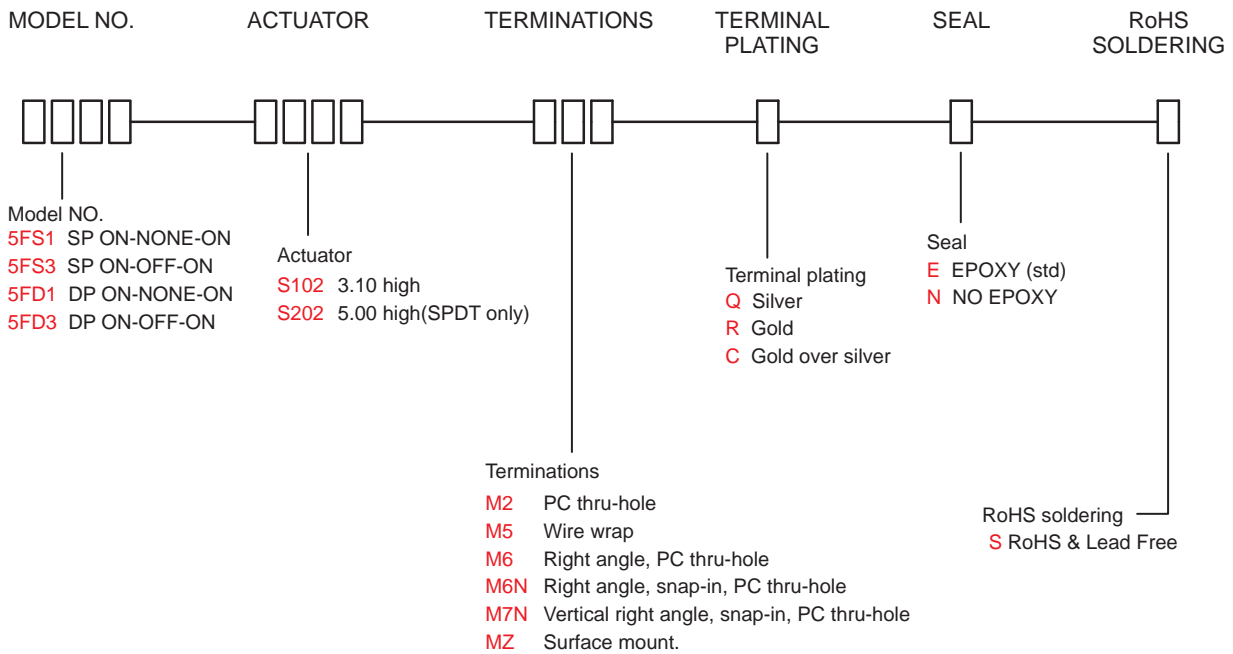 MODEL NO.
ACTUATOR
TERMINATIONS
TERMINAL
PLATING
SEAL
RoHS
SOLDERING
Model NO.
5FS1 SP ON-NONE-ON
5FS3 SP ON-OFF-ON
5FD1 DP ON-NONE-ON
5FD3 DP ON-OFF-ON
Actuator
S102 3.10 high
S202 5.00 high(SPDT only)
Terminations
M2 PC thru-hole
M5 Wire wrap
M6 Right angle, PC thru-hole
M6N Right angle, snap-in, PC thru-hole
M7N Vertical right angle, snap-in, PC thru-hole
MZ Surface mount.
Terminal plating
Q Silver
R Gold
C Gold over silver
Seal
E EPOXY (std)
N NO EPOXY
RoHS soldering
S RoHS & Lead Free